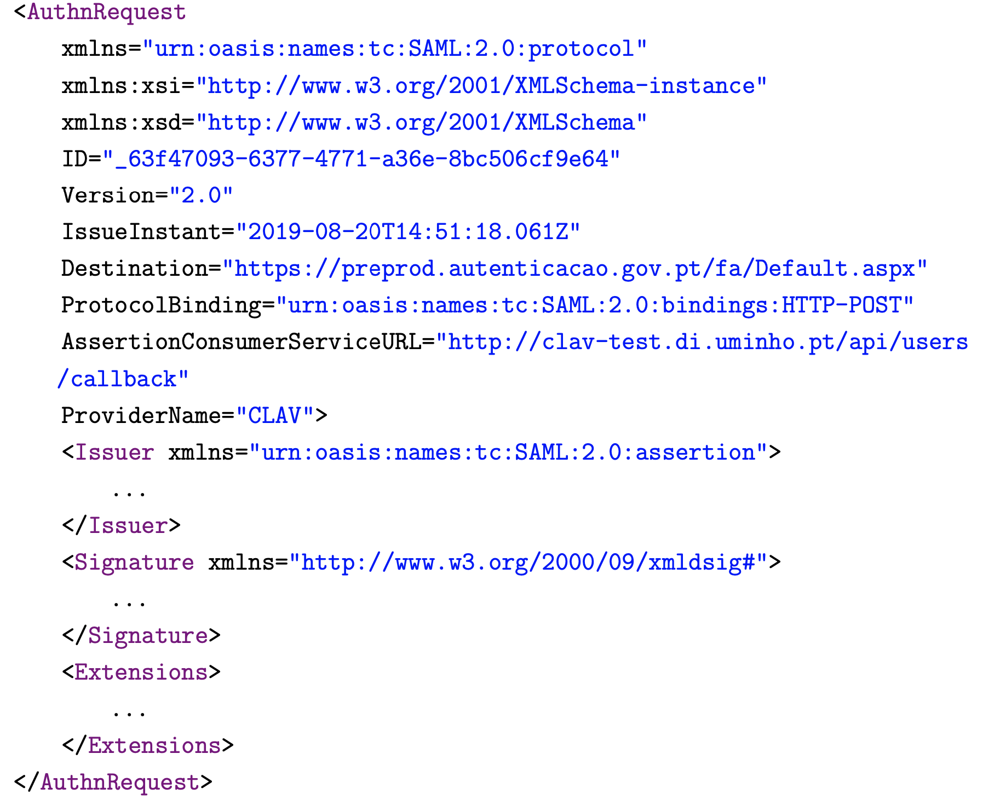 <AuthnRequest
xmlns="urn:oasis:names:tc:SAML:2.0:protocol"
xmlns:xsi="http://www.w3.org/2001/XMLSchema-instance"
xmlns:xsd="http://www.w3.org/2001/XMLSchema"
ID="_63f47093-6377-4771-a36e-8bc506cf9e64"
Version="2.0"
IssueInstant="2019-08-20T14:51:18.061Z"
Destination="https://preprod.autenticacao.gov.pt/fa/Default.aspx"
ProtocolBinding="urn:oasis:names:tc:SAML:2.0:bindings:HTTP-POST"
AssertionConsumerServiceURL="http://clav-test.di.uminho.pt/api/users
/callback"
ProviderName="CLAV">
<Issuer xmlns="urn:oasis:names:tc:SAML:2.0:assertion">
...
</Issuer>
<Signature xmlns="http://www.w3.org/2000/09/xmldsig#">
...
</Signature>
<Extensions>
...
</Extensions>
</AuthnRequest>